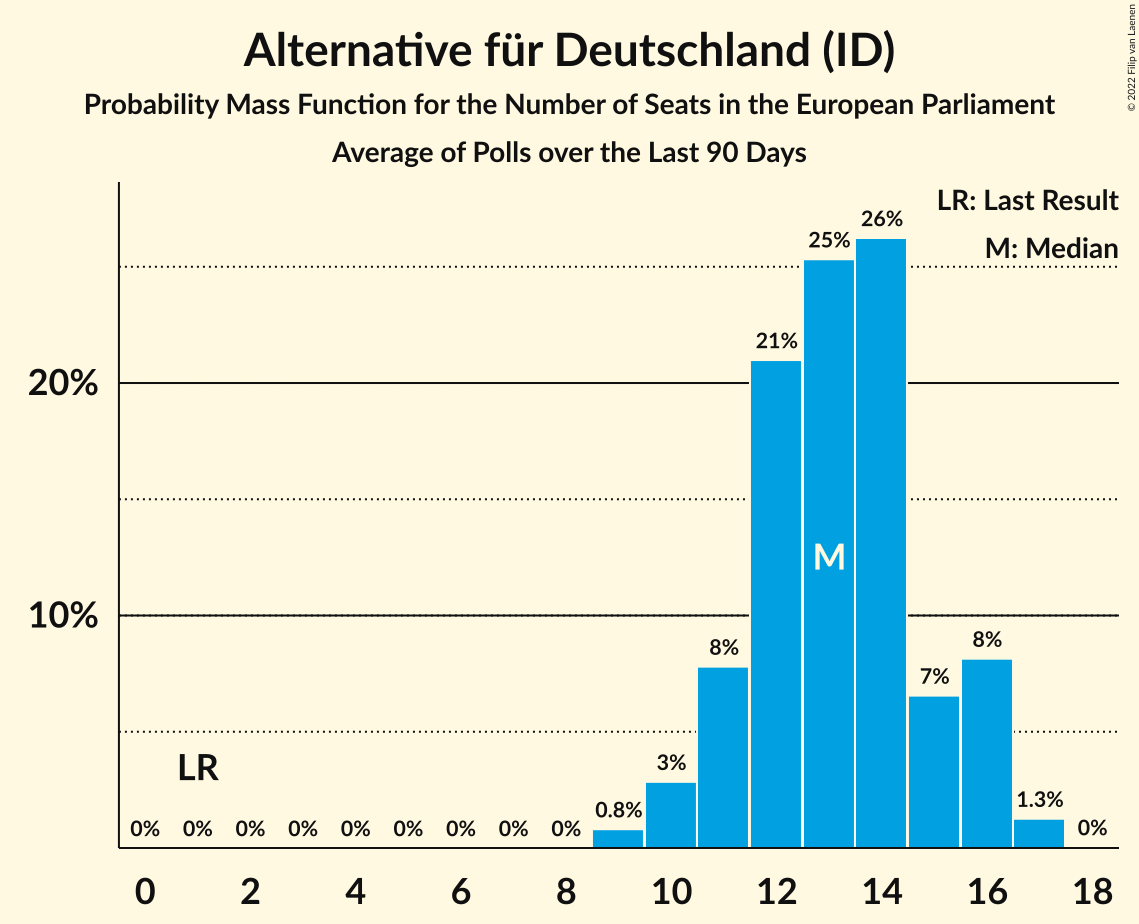 Alternative für Deutschland (ID)
Probability Mass Function for the Number of Seats in the European Parliament
Average of Polls over the Last 90 Days
© 2022 Filip van Laenen
LR: Last Result
M: Median
26%
25%
21%
20%
M
10%
8%
8%
7%
3%
LR
0.8%
1.3%
0% 0% 0% 0% 0% 0% 0% 0% 0% 0%
0 2 4 6 8 10 12 14 16 18